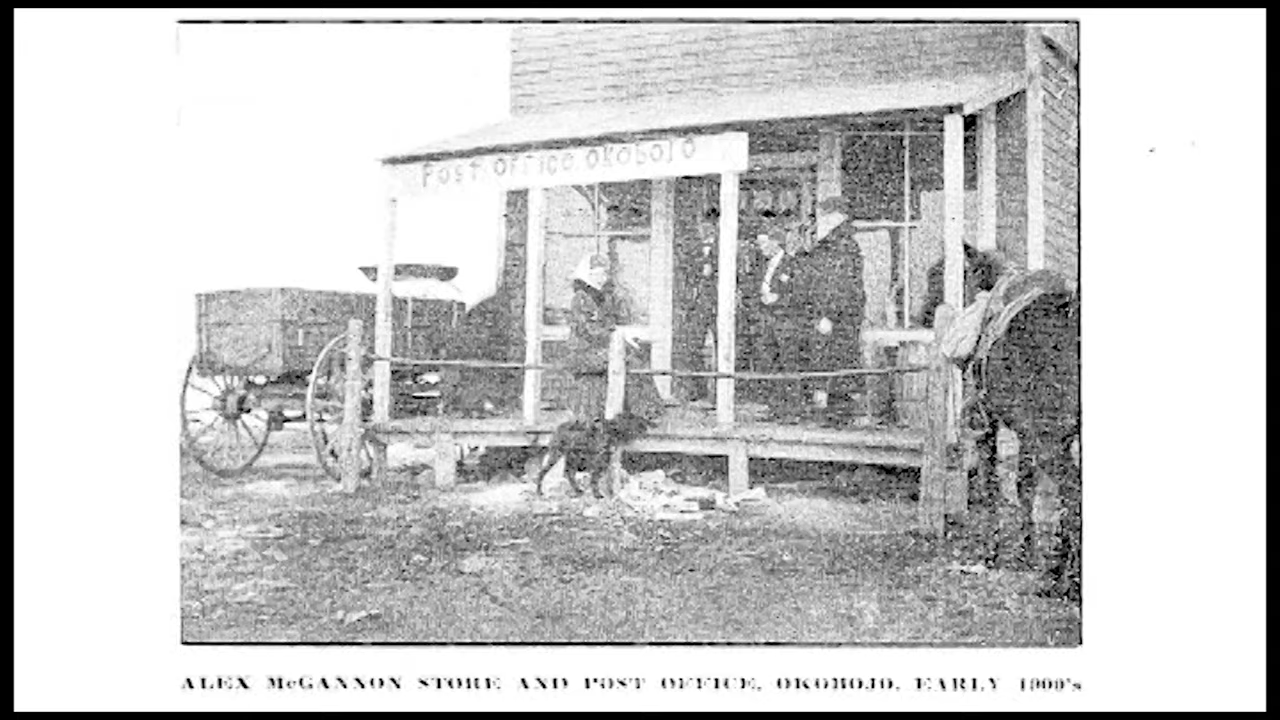 Post Office. Okobojo
ALEX McGANNON STORE AND POST OFFICE, OKOBOJO, EARLY 1900's